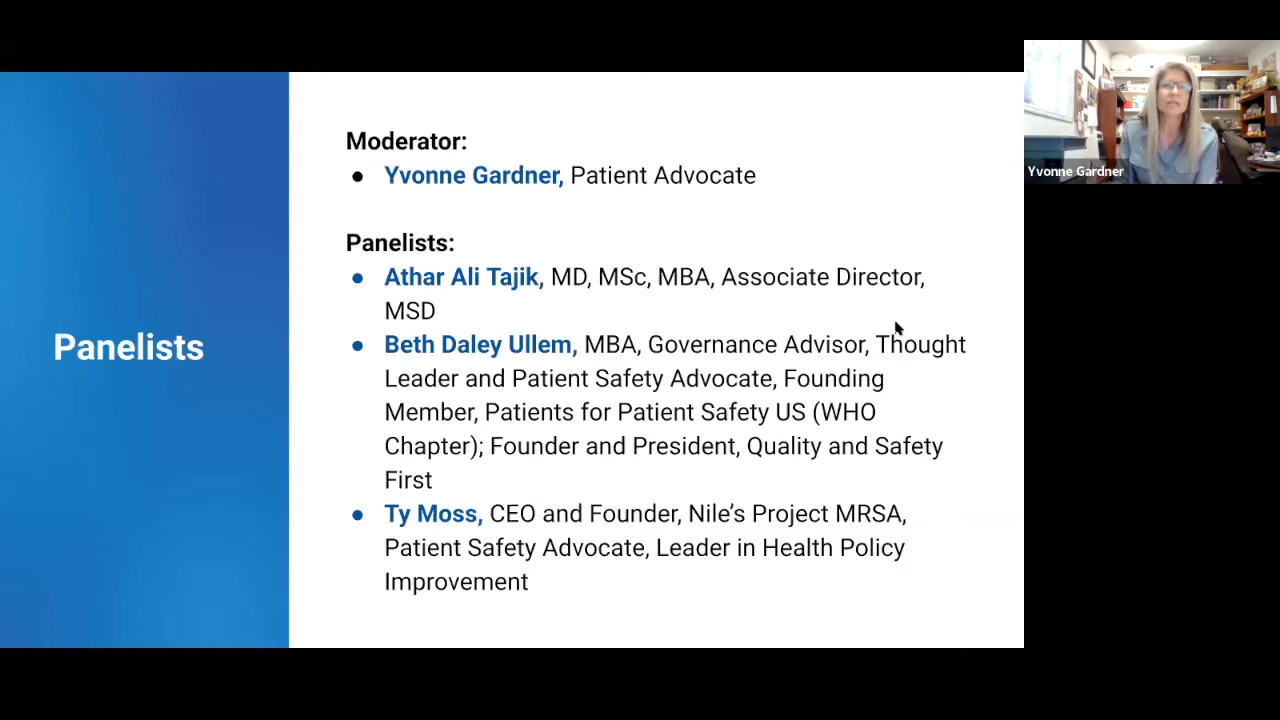 Panelists
Moderator:
● Yvonne Gardner, Patient Advocate
Panelists:
● Athar Ali Tajik, MD, MSc, MBA, Associate Director,
MSD
● Beth Daley Ullem, MBA, Governance Advisor, Thought
Leader and Patient Safety Advocate, Founding
Member, Patients for Patient Safety US (WHO
Chapter); Founder and President, Quality and Safety
First
● Ty Moss, CEO and Founder, Nile’s Project MRSA,
Patient Safety Advocate, Leader in Health Policy
Improvement
Yvonne Gardner